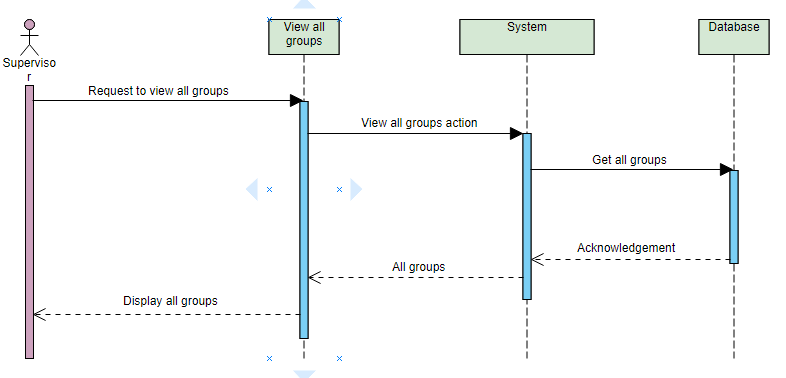 View all
groups
System
Database
Superviso
r
Request to view all groups
View all groups action
Get all groups
Acknowledgement
All groups
Display all groups